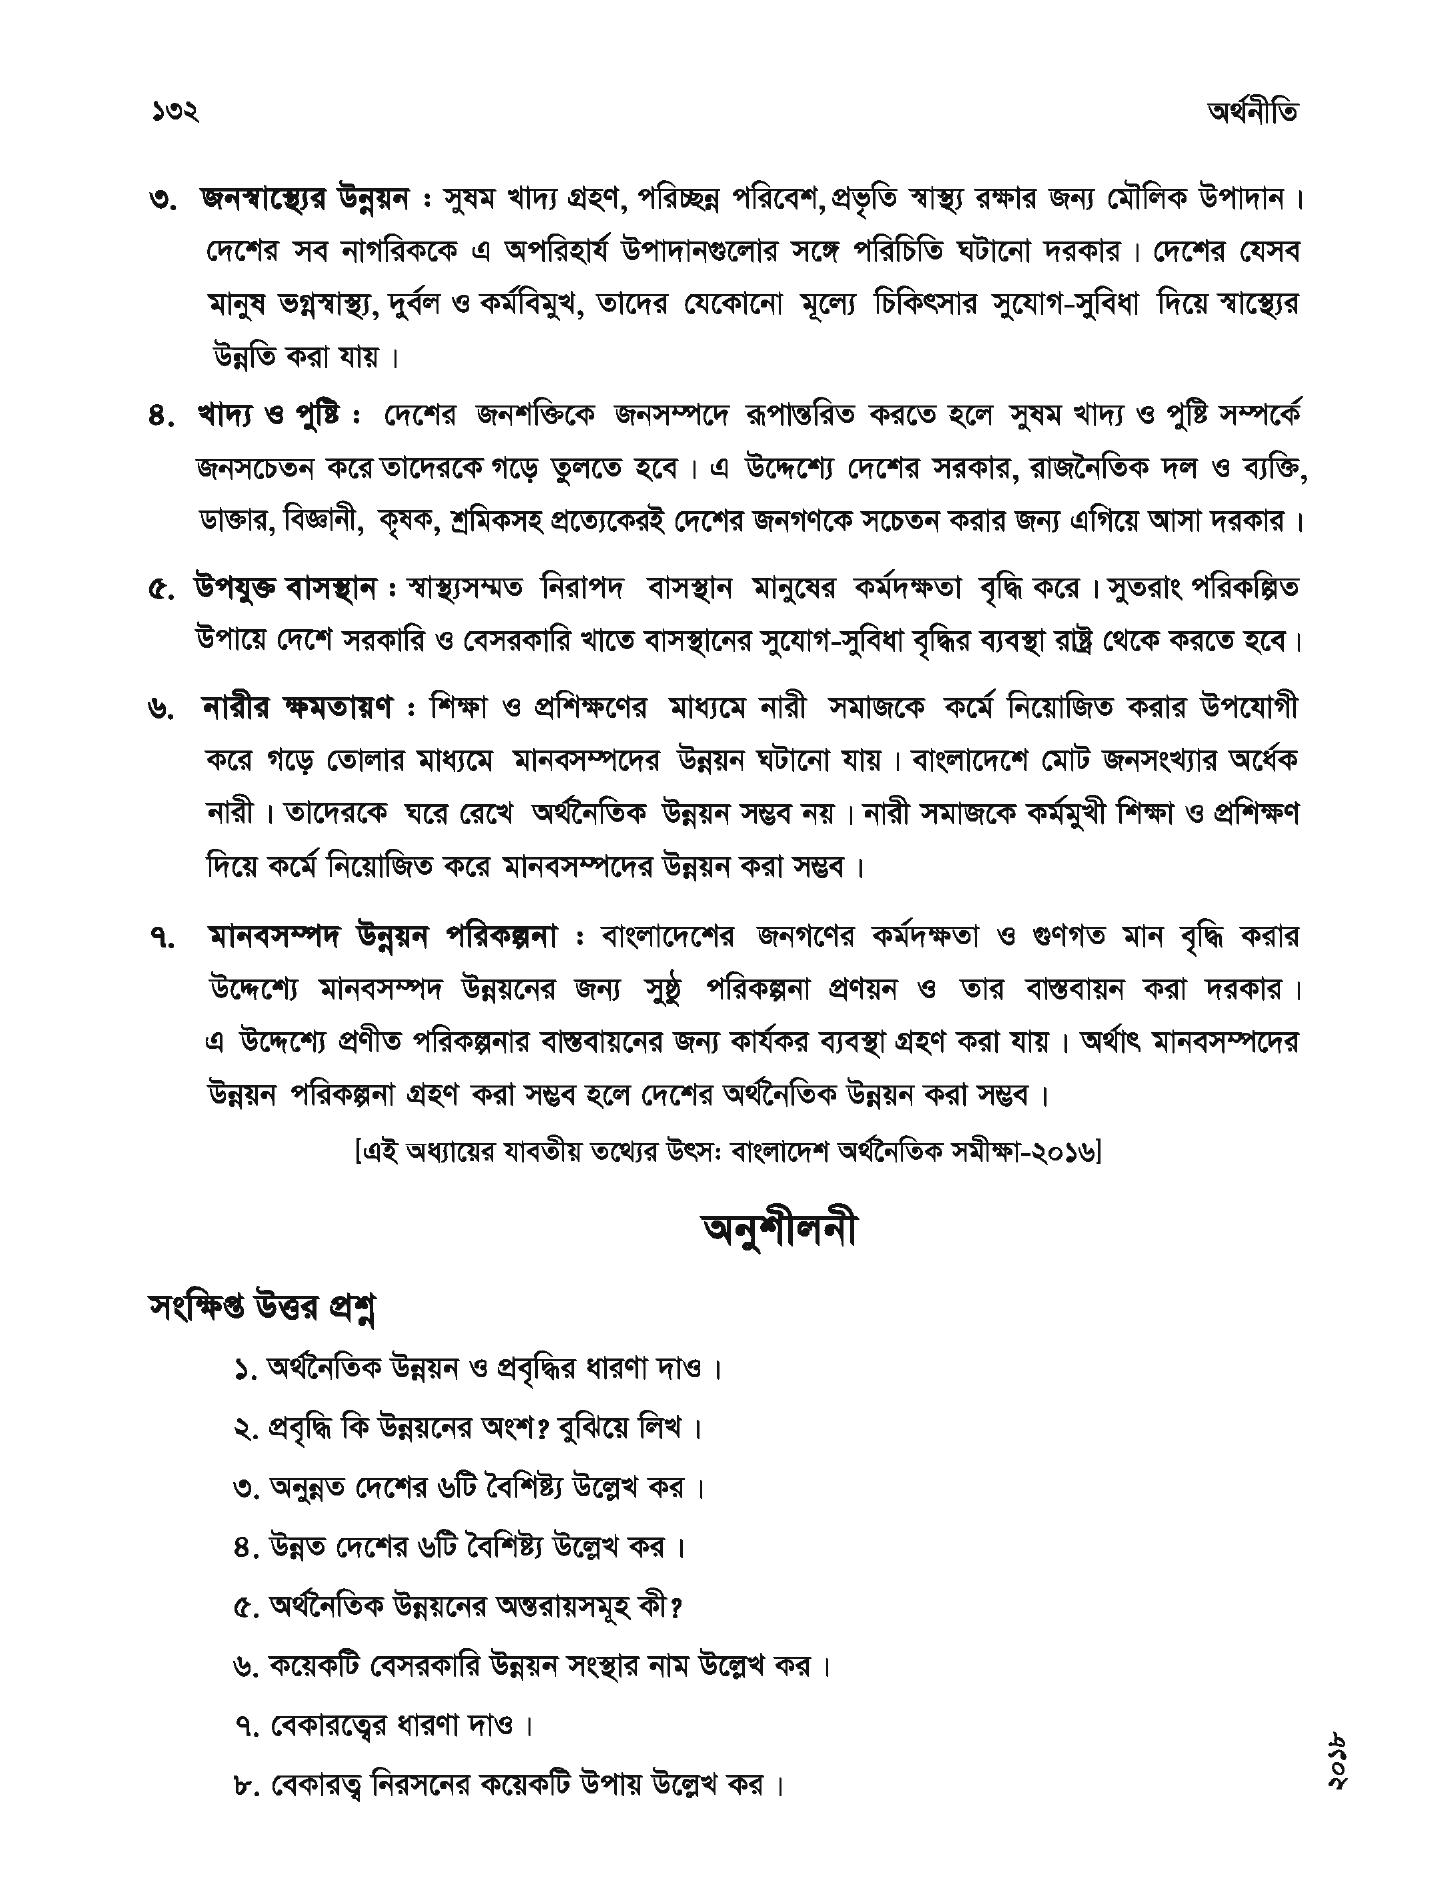 ১৩২
অর্থনীতি
৩. জনস্বাস্থ্যের উন্নয়ন : সুষম খাদ্য গ্রহণ, পরিচ্ছন্ন পরিবেশ, প্রভৃতি স্বাস্থ্য রক্ষার জন্য মৌলিক উপাদান ।
দেশের সব নাগরিককে এ অপরিহার্য উপাদানগুলোর সঙ্গে পরিচিতি ঘটানো দরকার । দেশের যেসব
মানুষ ভগ্নস্বাস্থ্য, দুর্বল ও কর্মবিমুখ, তাদের যেকোনো মূল্যে চিকিৎসার সুযোগ-সুবিধা দিয়ে স্বাস্থ্যের
উন্নতি করা যায় ।
৪. খাদ্য ও পুষ্টি : দেশের জনশক্তিকে জনসম্পদে রূপান্তরিত করতে হলে সুষম খাদ্য ও পুষ্টি সম্পর্কে
জনসচেতন করে তাদেরকে গড়ে তুলতে হবে । এ উদ্দেশ্যে দেশের সরকার, রাজনৈতিক দল ও ব্যক্তি,
ডাক্তার, বিজ্ঞানী, কৃষক, শ্রমিকসহ প্রত্যেকেরই দেশের জনগণকে সচেতন করার জন্য এগিয়ে আসা দরকার ।
৫. উপযুক্ত বাসস্থান : স্বাস্থ্যসম্মত নিরাপদ বাসস্থান মানুষের কর্মদক্ষতা বৃদ্ধি করে । সুতরাং পরিকল্পিত
উপায়ে দেশে সরকারি ও বেসরকারি খাতে বাসস্থানের সুযোগ-সুবিধা বৃদ্ধির ব্যবস্থা রাষ্ট্র থেকে করতে হবে ।
৬. নারীর ক্ষমতায়ণ : শিক্ষা ও প্রশিক্ষণের মাধ্যমে নারী সমাজকে কর্মে নিয়োজিত করার উপযোগী
করে গড়ে তোলার মাধ্যমে মানবসম্পদের উন্নয়ন ঘটানো যায় । বাংলাদেশে মোট জনসংখ্যার অর্ধেক
নারী । তাদেরকে ঘরে রেখে অর্থনৈতিক উন্নয়ন সম্ভব নয় । নারী সমাজকে কর্মমুখী শিক্ষা ও প্রশিক্ষণ
দিয়ে কর্মে নিয়োজিত করে মানবসম্পদের উন্নয়ন করা সম্ভব ।
৭. মানবসম্পদ উন্নয়ন পরিকল্পনা : বাংলাদেশের জনগণের কর্মদক্ষতা ও গুণগত মান বৃদ্ধি করার
উদ্দেশ্যে মানবসম্পদ উন্নয়নের জন্য সুষ্ঠু পরিকল্পনা প্রণয়ন ও তার বাস্তবায়ন করা দরকার ।
এ উদ্দেশ্যে প্রণীত পরিকল্পনার বাস্তবায়নের জন্য কার্যকর ব্যবস্থা গ্রহণ করা যায় । অর্থাৎ মানবসম্পদের
উন্নয়ন পরিকল্পনা গ্রহণ করা সম্ভব হলে দেশের অর্থনৈতিক উন্নয়ন করা সম্ভব ।
[এই অধ্যায়ের যাবতীয় তথ্যের উৎস: বাংলাদেশ অর্থনৈতিক সমীক্ষা-২০১৬]
অনুশীলনী
সংক্ষিপ্ত উত্তর প্রশ্ন
১. অর্থনৈতিক উন্নয়ন ও প্রবৃদ্ধির ধারণা দাও ।
২. প্রবৃদ্ধি কি উন্নয়নের অংশ? বুঝিয়ে লিখ ।
৩. অনুন্নত দেশের ৬টি বৈশিষ্ট্য উল্লেখ কর ।
৪. উন্নত দেশের ৬টি বৈশিষ্ট্য উল্লেখ কর ।
৫. অর্থনৈতিক উন্নয়নের অন্তরায়সমূহ কী?
৬. কয়েকটি বেসরকারি উন্নয়ন সংস্থার নাম উল্লেখ কর ।
৭. বেকারত্বের ধারণা দাও ।
৮. বেকারত্ব নিরসনের কয়েকটি উপায় উল্লেখ কর ।
২০১৮